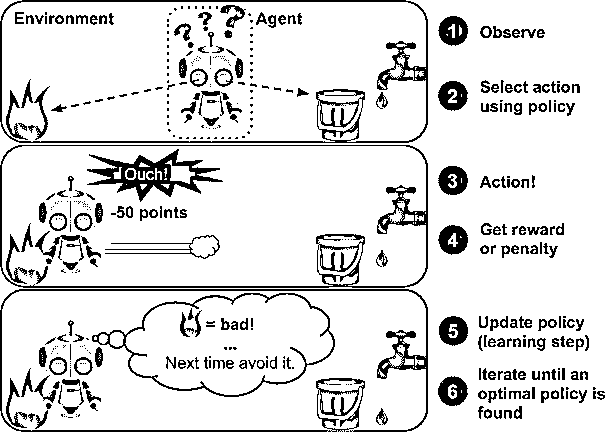 Environment
Agent
? ? ?
1 Observe
2 Select action
using policy
Ouch!
-50 points
3 Action!
4 Get reward
or penalty
= bad!
...
Next time avoid it.
5 Update policy
(learning step)
6 Iterate until an
optimal policy is
found